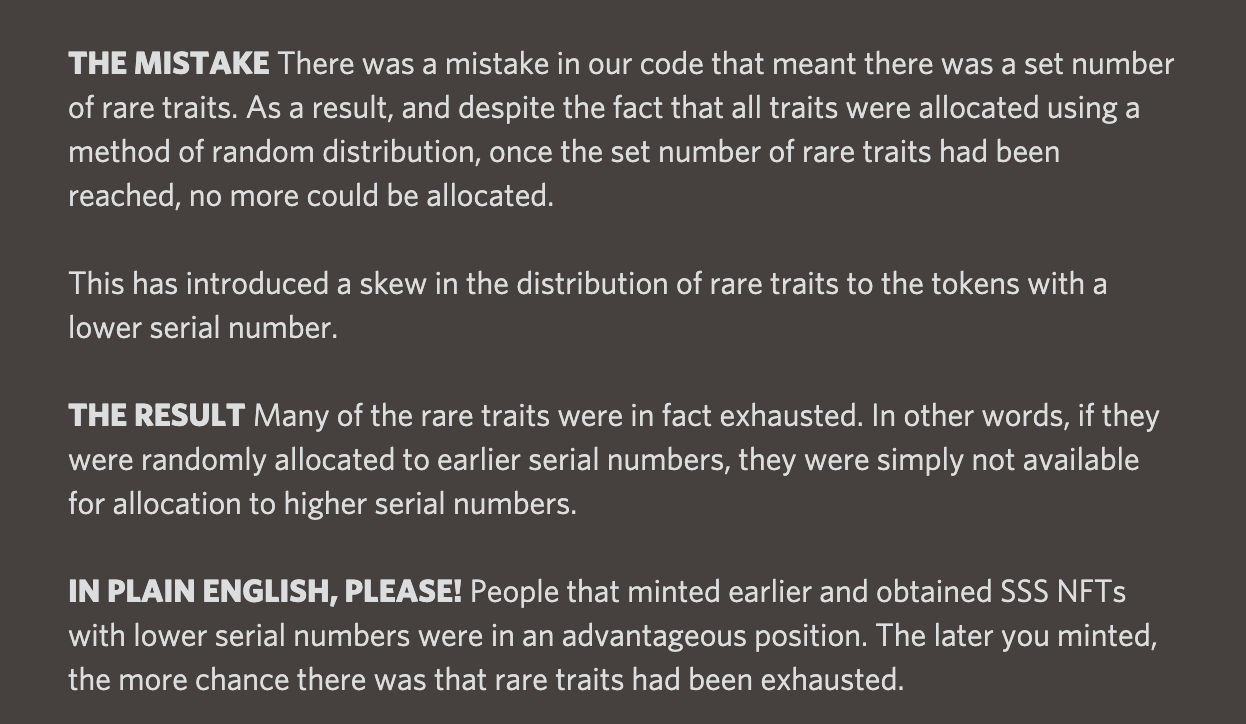 THE MISTAKE There was a mistake in our code that meant there was a set number
of rare traits. As a result, and despite the fact that all traits were allocated using a
method of random distribution, once the set number of rare traits had been
reached, no more could be allocated.
This has introduced a skew in the distribution of rare traits to the tokens with a
lower serial number.
THE RESULT Many of the rare traits were in fact exhausted. In other words, if they
were randomly allocated to earlier serial numbers, they were simply not available
for allocation to higher serial numbers.
IN PLAIN ENGLISH, PLEASE! People that minted earlier and obtained SSS NFTs
with lower serial numbers were in an advantageous position. The later you minted,
the more chance there was that rare traits had been exhausted.